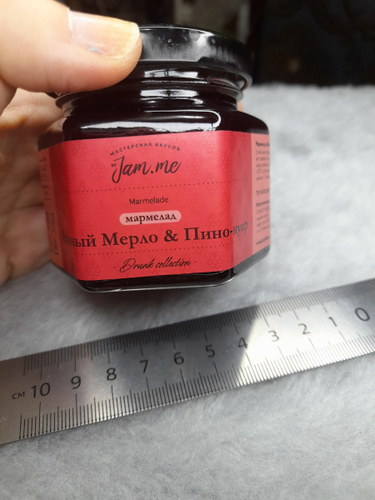 МАСТЕРСКАЯ ВКУСОВ
Jam.me
Marmelade
мармелад
Мерло & Пино-нуар
Drunk collection
см 10 9 8 7 6 5 4 3 2 1 0